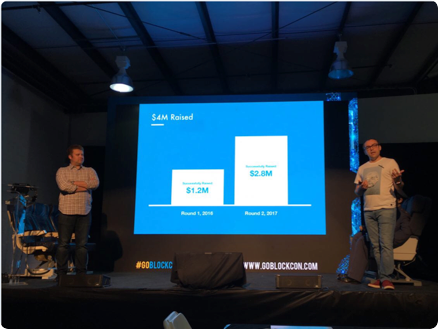 $4M Raised
$1.2M
$2.8M
Round 1, 2016
Round 2, 2017
#GOBLOCKC
WWW.GOBLOCKCON.COM